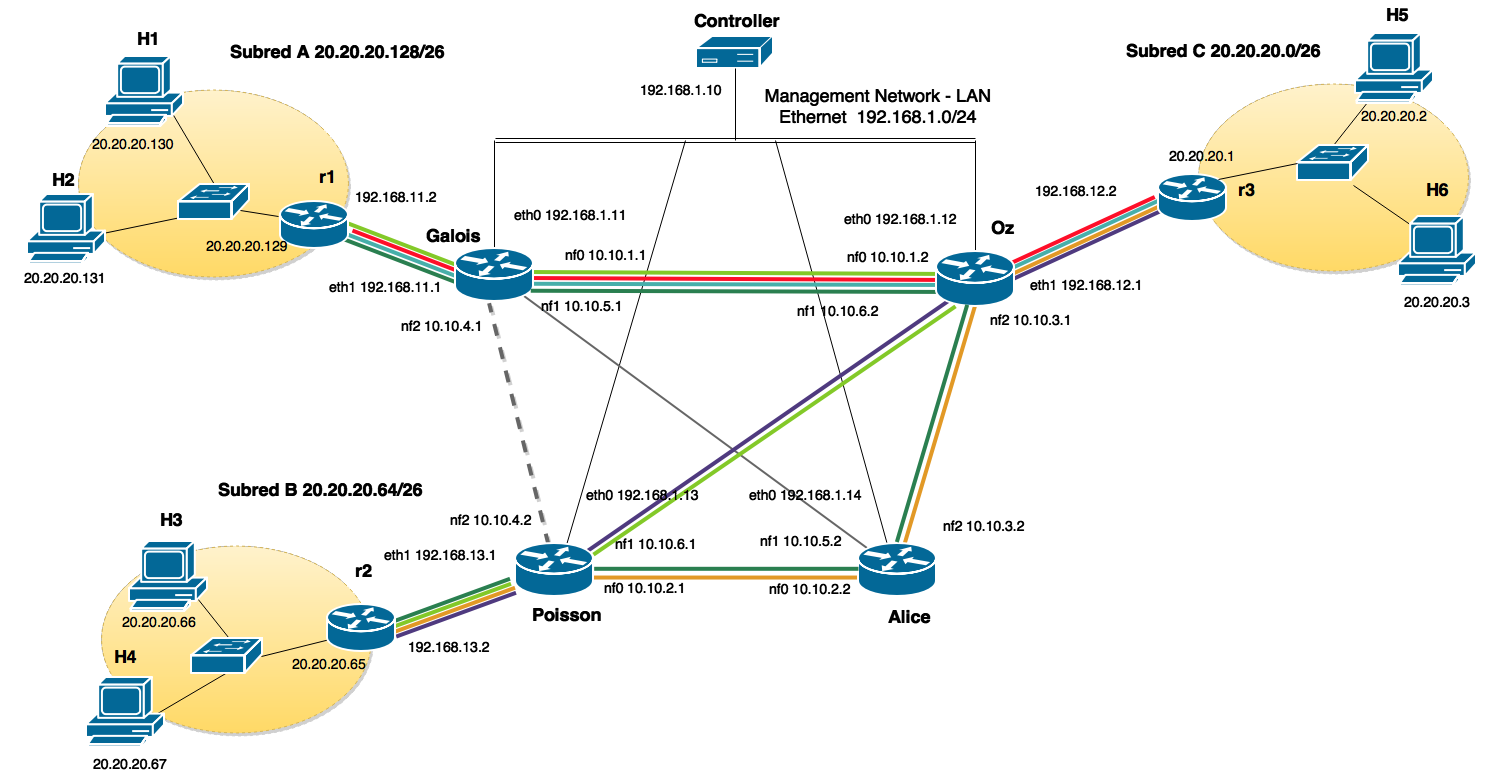 Controller
H5
H1
Subred A 20.20.20.128/26
Subred C 20.20.20.0/26
192.168.1.10
Management Network - LAN
Ethernet 192.168.1.0/24
20.20.20.2
20.20.20.130
20.20.20.1
H2
r1
192.168.11.2
192.168.12.2
r3
H6
eth0 192.168.1.11
eth0 192.168.1.12
Oz
Galois
20.20.20.129
nf0 10.10.1.1
nf0 10.10.1.2
20.20.20.131
eth1 192.168.11.1
eth1 192.168.12.1
20.20.20.3
nf1 10.10.5.1
nf1 10.10.6.2
nf2 10.10.4.1
nf2 10.10.3.1
Subred B 20.20.20.64/26
eth0 192.168.1.13
eth0 192.168.1.14
H3
nf2 10.10.4.2
nf2 10.10.3.2
nf1 10.10.6.1
nf1 10.10.5.2
eth1 192.168.13.1
r2
nf0 10.10.2.1
nf0 10.10.2.2
Poisson
Alice
20.20.20.66
192.168.13.2
H4
20.20.20.65
20.20.20.67